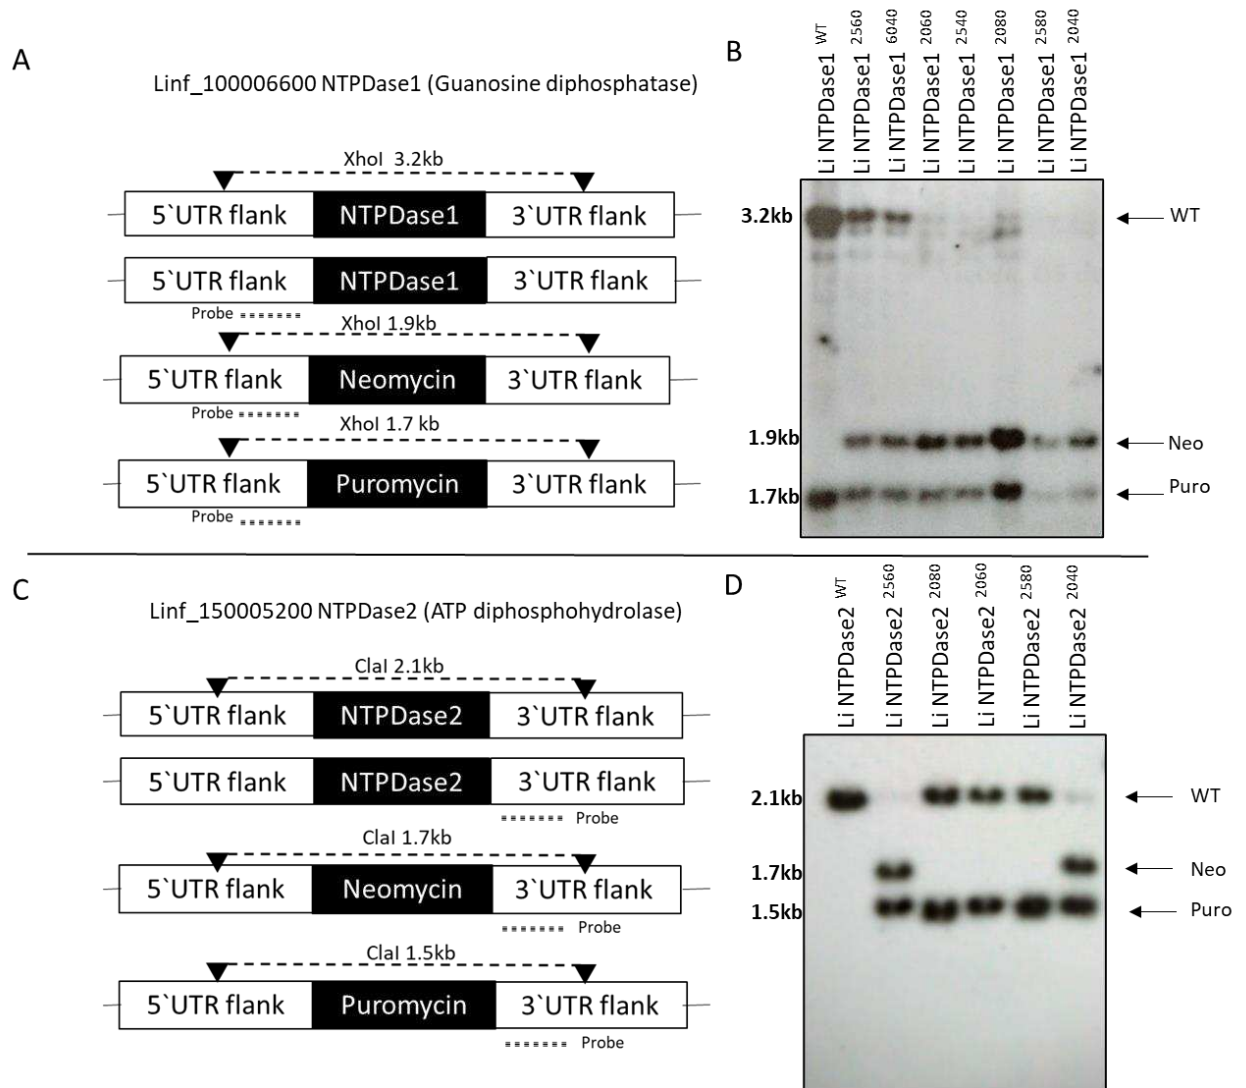 A
Linf_100006600 NTPDase1 (Guanosine diphosphatase)
XhoI 3.2kb
5`UTR flank NTPDase1 3`UTR flank
5`UTR flank NTPDase1 3`UTR flank
Probe
XhoI 1.9kb
5`UTR flank Neomycin 3`UTR flank
Probe
XhoI 1.7 kb
5`UTR flank Puromycin 3`UTR flank
Probe
B
Li NTPDase1 WT
Li NTPDase1 2560
Li NTPDase1 6040
Li NTPDase1 2060
Li NTPDase1 2540
Li NTPDase1 2080
Li NTPDase1 2580
Li NTPDase1 2040
3.2kb WT
1.9kb Neo
1.7kb Puro
C
Linf_150005200 NTPDase2 (ATP diphosphohydrolase)
ClaI 2.1kb
5`UTR flank NTPDase2 3`UTR flank
5`UTR flank NTPDase2 3`UTR flank
Probe
ClaI 1.7kb
5`UTR flank Neomycin 3`UTR flank
Probe
ClaI 1.5kb
5`UTR flank Puromycin 3`UTR flank
Probe
D
Li NTPDase2 WT
Li NTPDase2 2560
Li NTPDase2 2080
Li NTPDase2 2060
Li NTPDase2 2580
Li NTPDase2 2040
2.1kb WT
1.7kb Neo
1.5kb Puro